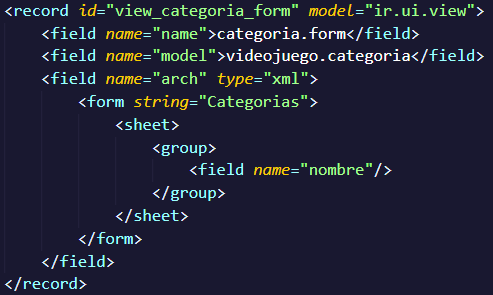 <record id="view_categoria_form" model="ir.ui.view">
    <field name="name">categoria.form</field>
    <field name="model">videojuego.categoria</field>
    <field name="arch" type="xml">
        <form string="Categorias">
            <sheet>
                <group>
                    <field name="nombre"/>
                </group>
            </sheet>
        </form>
    </field>
</record>